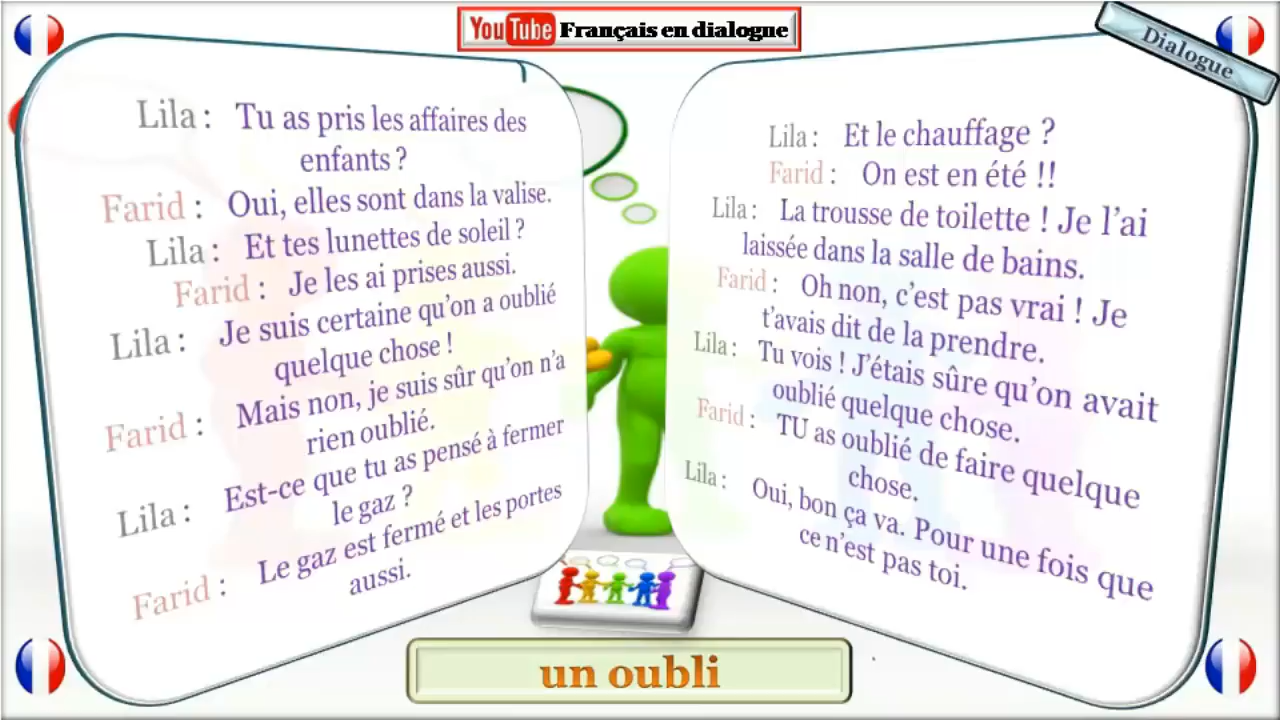 YouTube Français en dialogue
Dialogue
Lila : Tu as pris les affaires des
enfants ?
Farid : Oui, elles sont dans la valise.
Lila : Et tes lunettes de soleil ?
Farid : Je les ai prises aussi.
Lila : Je suis certaine qu'on a oublié
quelque chose !
Farid : Mais non, je suis sûr qu'on n'a
rien oublié.
Lila : Est-ce que tu as pensé à fermer
le gaz ?
Farid : Le gaz est fermé et les portes
aussi.
Lila : Et le chauffage ?
Farid : On est en été !!
Lila : La trousse de toilette ! Je l'ai
laissée dans la salle de bains.
Farid : Oh non, c'est pas vrai ! Je
t'avais dit de la prendre.
Lila : Tu vois ! J'étais sûre qu'on avait
oublié quelque chose.
Farid : TU as oublié de faire quelque
chose.
Lila : Oui, bon ça va. Pour une fois que
ce n'est pas toi.
un oubli